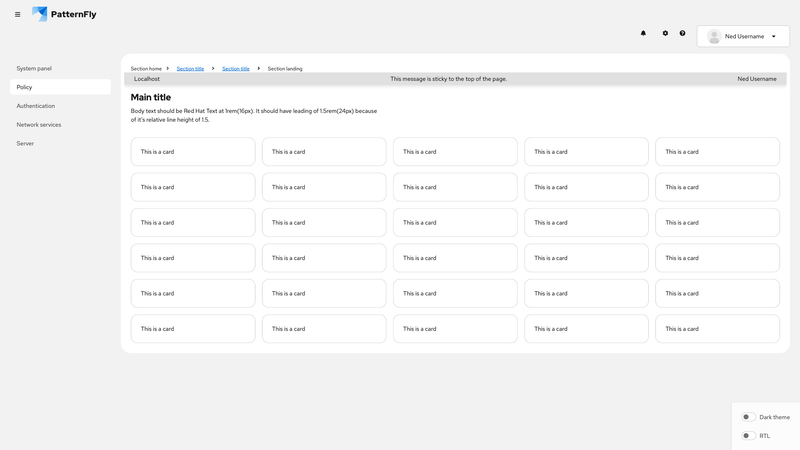 PatternFly
Ned Username
System panel
Policy
Authentication
Network services
Server
Section home Section title Section title Section landing
Localhost This message is sticky to the top of the page. Ned Username
Main title
Body text should be Red Hat Text at 1rem(16px). It should have leading of 1.5rem(24px) because
of it's relative line height of 1.5.
This is a card This is a card This is a card This is a card This is a card
This is a card This is a card This is a card This is a card This is a card
This is a card This is a card This is a card This is a card This is a card
This is a card This is a card This is a card This is a card This is a card
This is a card This is a card This is a card This is a card This is a card
This is a card This is a card This is a card This is a card This is a card
Dark theme
RTL